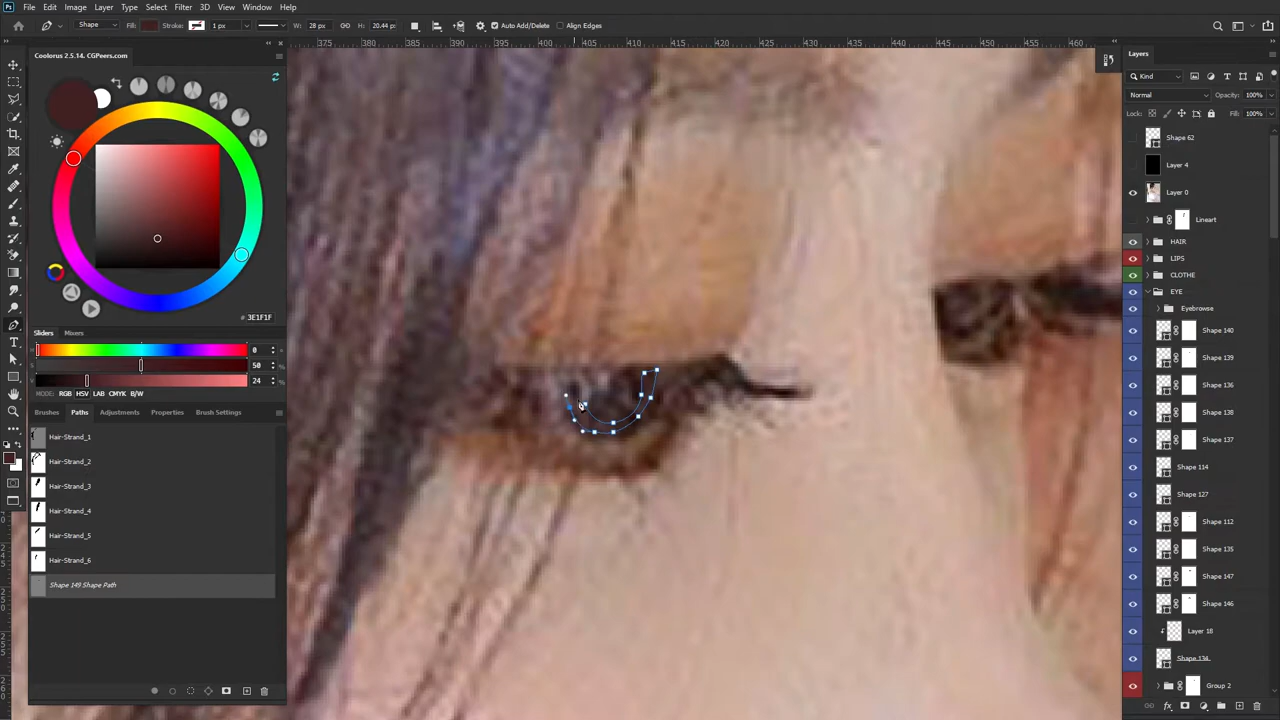 File Edit Image Layer Type Select Filter 3D View Window Help
Shape Fill: Stroke: 1 px W: 28 px H: 20.44 px Auto Add/Delete Align Edges
375 380 390 395 400 405 410 415 420 425 430 435 440 445 450 455 460
Coolorus 2.5.14. CGPeers.com
# 3E1F1F
Sliders Mixers
0
S 50 %
24 %
MODE: RGB HSV LAB CMYK B/W
Brushes Paths Adjustments Properties Brush Settings
Hair-Strand_1
Hair-Strand_2
Hair-Strand_3
Hair-Strand_4
Hair-Strand_5
Hair-Strand_6
Shape 149 Shape Path
Layers
Kind
Normal Opacity: 100%
Lock: Fill: 100%
Shape 62
Layer 4
Layer 0
Lineart
HAIR
LIPS
CLOTHE
EYE
Eyebrowse
Shape 140
Shape 139
Shape 136
Shape 138
Shape 137
Shape 114
Shape 127
Shape 112
Shape 135
Shape 147
Shape 146
Layer 18
Shape 134
Group 2